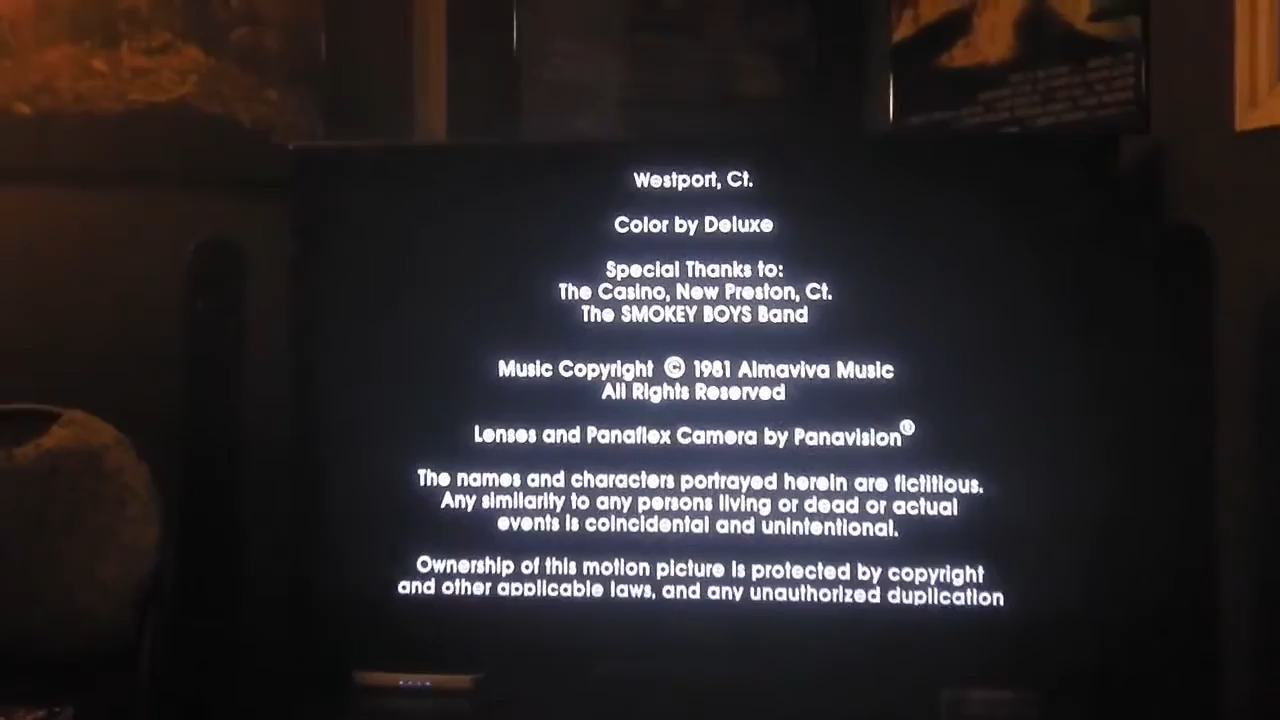 Westport, Ct.
Color by Deluxe
Special Thanks to:
The Casino, New Preston, Ct.
The SMOKEY BOYS Band
Music Copyright © 1981 Almaviva Music
All Rights Reserved
Lenses and Panaflex Camera by Panavision®
The names and characters portrayed herein are fictitious.
Any similarity to any persons living or dead or actual
events is coincidental and unintentional.
Ownership of this motion picture is protected by copyright
and other applicable laws, and any unauthorized duplication